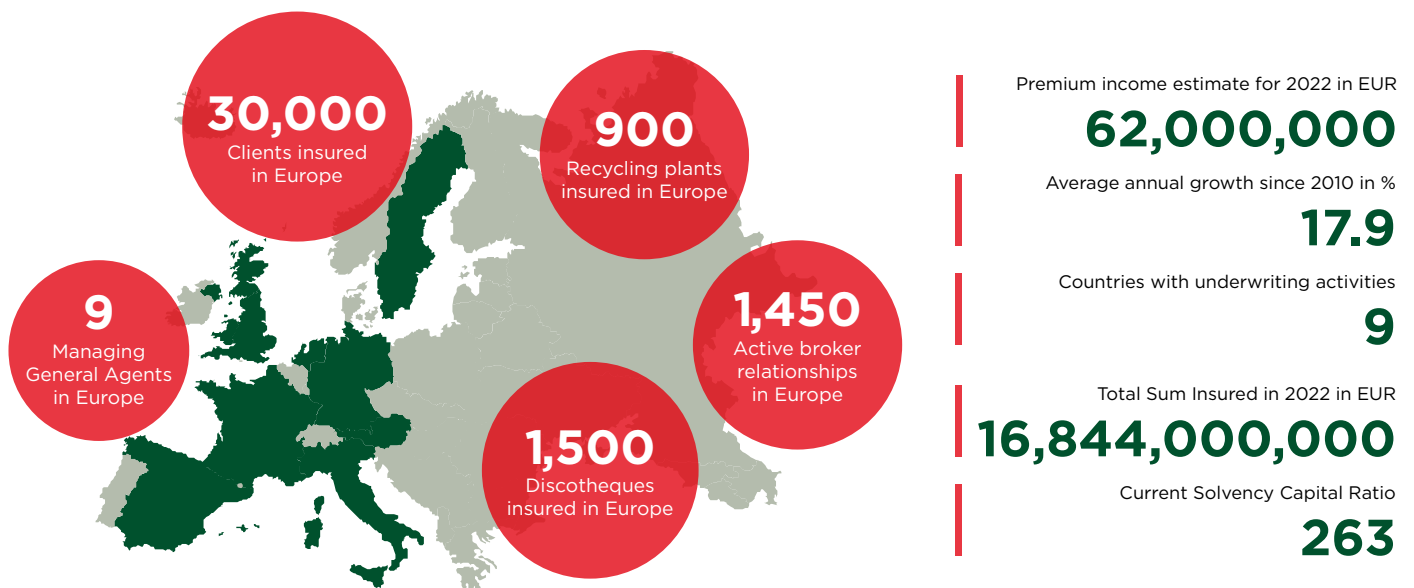 30,000
Clients insured
in Europe
900
Recycling plants
insured in Europe
9
Managing
General Agents
in Europe
1,450
Active broker
relationships
in Europe
1,500
Discotheques
insured in Europe
Premium income estimate for 2022 in EUR
62,000,000
Average annual growth since 2010 in %
17.9
Countries with underwriting activities
9
Total Sum Insured in 2022 in EUR
16,844,000,000
Current Solvency Capital Ratio
263